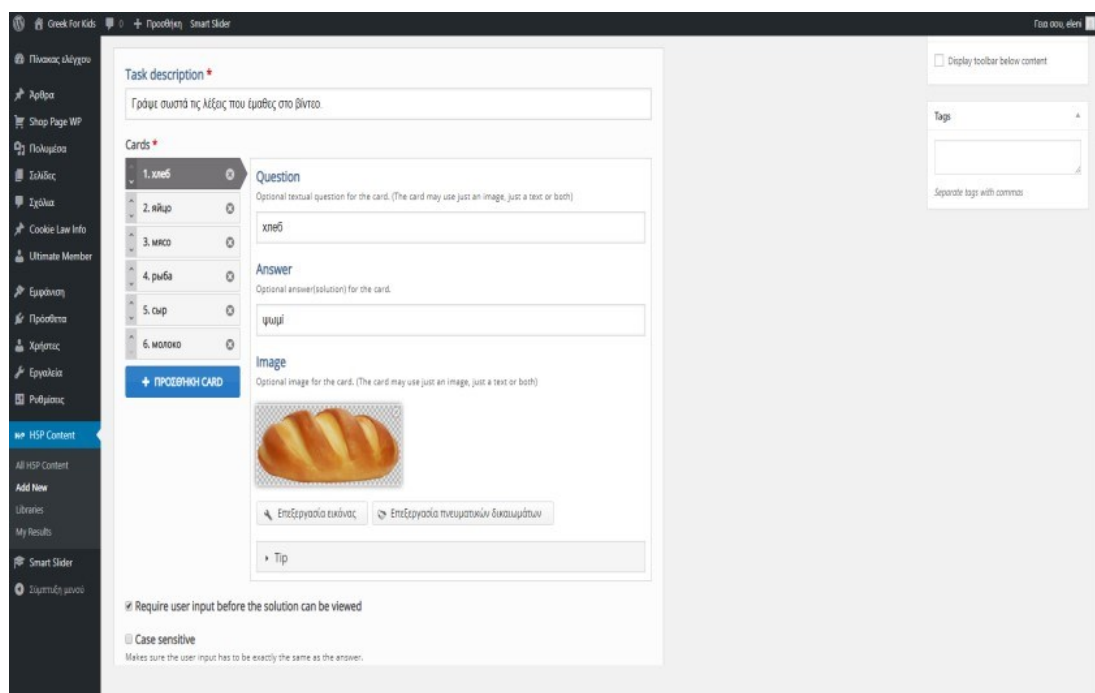 Greek For Kids 0 + Προσθήκη Smart Slider
Γεια σου, eleni
Πίνακας ελέγχου
Άρθρα
Shop Page WP
Πολυμέσα
Σελίδες
Σχόλια
Cookie Law Info
Ultimate Member
Εμφάνιση
Πρόσθετα
Χρήστες
Εργαλεία
Ρυθμίσεις
H5P Content
All H5P Content
Add New
Libraries
My Results
Smart Slider
Σύμπτυξη μενού
Task description *
Γράψε σωστά τις λέξεις που έμαθες στο βίντεο.
Cards *
1. хлеб
2. яйцо
3. мясо
4. рыба
5. сыр
6. молоко
+ ΠΡΟΣΘΉΚΗ CARD
Question
Optional textual question for the card. (The card may use just an image, just a text or both)
хлеб
Answer
Optional answer(solution) for the card.
ψωμί
Image
Optional image for the card. (The card may use just an image, just a text or both)
Επεξεργασία εικόνας
Επεξεργασία πνευματικών δικαιωμάτων
Tip
Require user input before the solution can be viewed
Case sensitive
Makes sure the user input has to be exactly the same as the answer.
Display toolbar below content
Tags
Separate tags with commas